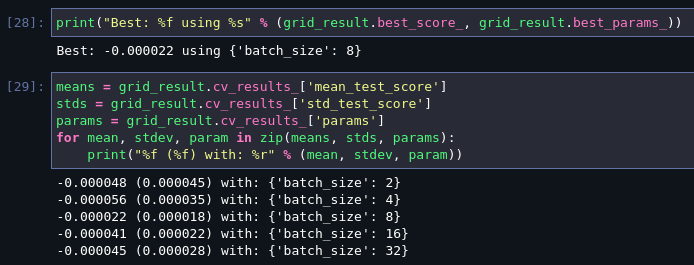 [28]: print("Best: %f using %s" % (grid_result.best_score_, grid_result.best_params_))
Best: -0.000022 using {'batch_size': 8}
[29]: means = grid_result.cv_results_['mean_test_score']
stds = grid_result.cv_results_['std_test_score']
params = grid_result.cv_results_['params']
for mean, stdev, param in zip(means, stds, params):
    print("%f (%f) with: %r" % (mean, stdev, param))
-0.000048 (0.000045) with: {'batch_size': 2}
-0.000056 (0.000035) with: {'batch_size': 4}
-0.000022 (0.000018) with: {'batch_size': 8}
-0.000041 (0.000022) with: {'batch_size': 16}
-0.000045 (0.000028) with: {'batch_size': 32}